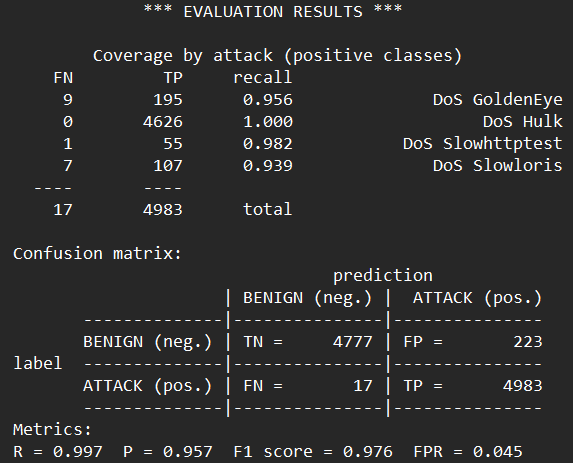 *** EVALUATION RESULTS ***
Coverage by attack (positive classes)
FN TP recall
9 195 0.956 DoS GoldenEye
0 4626 1.000 DoS Hulk
1 55 0.982 DoS Slowhttptest
7 107 0.939 DoS Slowloris
---- ----
17 4983 total
Confusion matrix:
prediction
| BENIGN (neg.) | ATTACK (pos.)
--------------|---------------|---------------
BENIGN (neg.) | TN = 4777 | FP = 223
label --------------|---------------|---------------
ATTACK (pos.) | FN = 17 | TP = 4983
--------------|---------------|---------------
Metrics:
R = 0.997 P = 0.957 F1 score = 0.976 FPR = 0.045